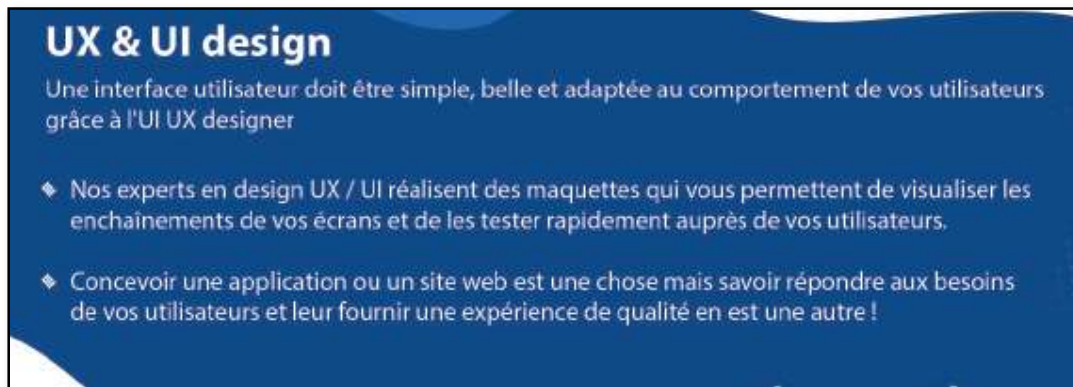 UX & UI design
Une interface utilisateur doit être simple, belle et adaptée au comportement de vos utilisateurs
grâce à l'UI UX designer
Nos experts en design UX / UI réalisent des maquettes qui vous permettent de visualiser les
enchaînements de vos écrans et de les tester rapidement auprès de vos utilisateurs.
Concevoir une application ou un site web est une chose mais savoir répondre aux besoins
de vos utilisateurs et leur fournir une expérience de qualité en est une autre !